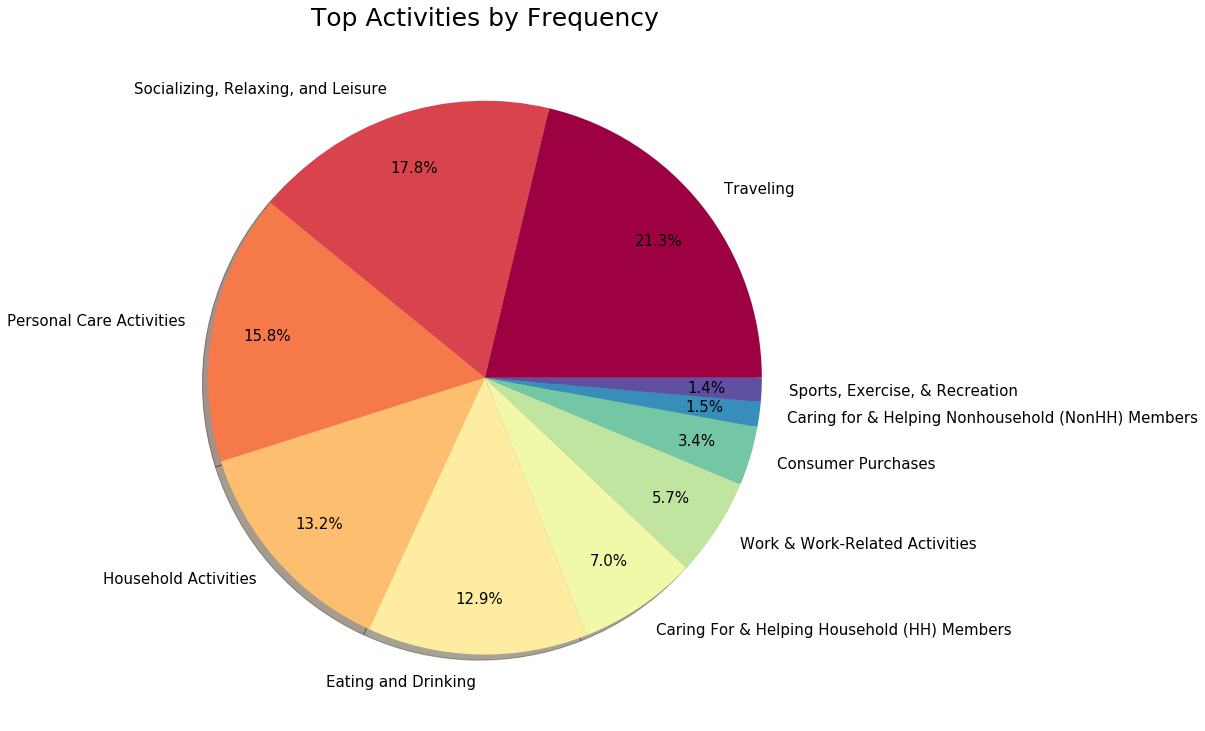 Top Activities by Frequency
Socializing, Relaxing, and Leisure
17.8%
Traveling
21.3%
Personal Care Activities
15.8%
1.4%
Sports, Exercise, & Recreation
1.5%
Caring for & Helping Nonhousehold (NonHH) Members
3.4%
Consumer Purchases
5.7%
Work & Work-Related Activities
13.2%
Household Activities
7.0%
Caring For & Helping Household (HH) Members
12.9%
Eating and Drinking